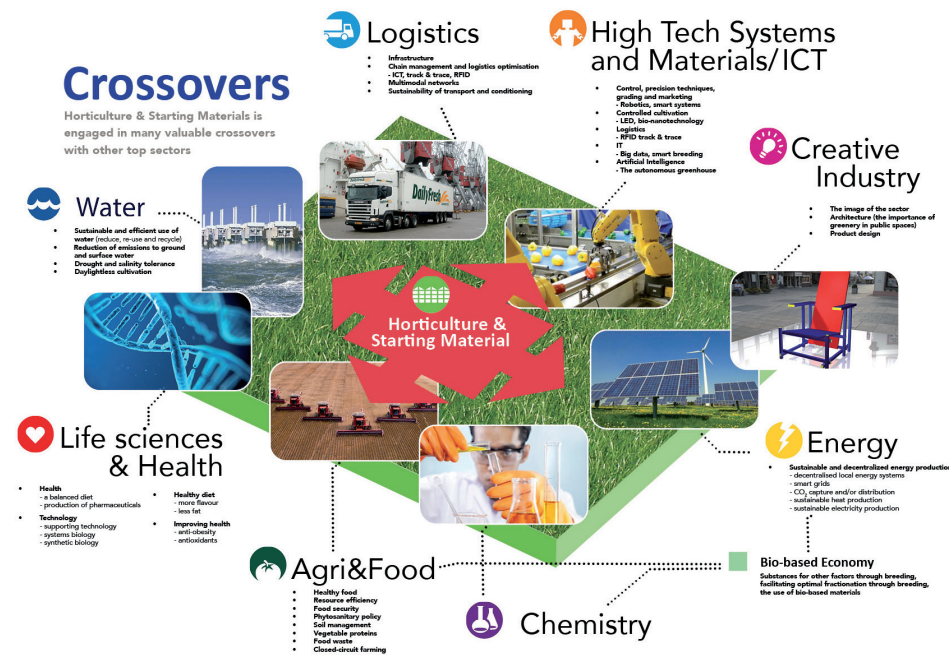 Crossovers
Horticulture & Starting Materials is
engaged in many valuable crossovers
with other top sectors
Logistics
• Infrastructure
• Chain management and logistics optimisation
- ICT, track & trace, RFID
• Multimodal networks
• Sustainability of transport and conditioning
High Tech Systems
and Materials/ICT
• Control, precision techniques,
grading and marketing
- Robotics, smart systems
• Controlled cultivation
- LED, bio-nanotechnology
• Logistics
- RFID track & trace
• IT
- Big data, smart breeding
• Artificial Intelligence
- The autonomous greenhouse
Creative
Industry
• The image of the sector
• Architecture (the importance of
greenery in public spaces)
• Product design
Water
• Sustainable and efficient use of
water (reduce, re-use and recycle)
• Reduction of emissions to ground
and surface water
• Drought and salinity tolerance
• Daylightless cultivation
DailyFresh
Horticulture &
Starting Material
Life sciences
& Health
• Health
- a balanced diet
- production of pharmaceuticals
• Technology
- supporting technology
- systems biology
- synthetic biology
• Healthy diet
- more flavour
- less fat
• Improving health
- anti-obesity
- antioxidants
Energy
• Sustainable and decentralized energy production
- decentralised local energy systems
- smart grids
- CO₂ capture and/or distribution
- sustainable heat production
- sustainable electricity production
Agri&Food
• Healthy food
• Resource efficiency
• Food security
• Phytosanitary policy
• Soil management
• Vegetable proteins
• Food waste
• Closed-circuit farming
Chemistry
Bio-based Economy
Substances for other factors through breeding,
facilitating optimal fractionation through breeding,
the use of bio-based materials